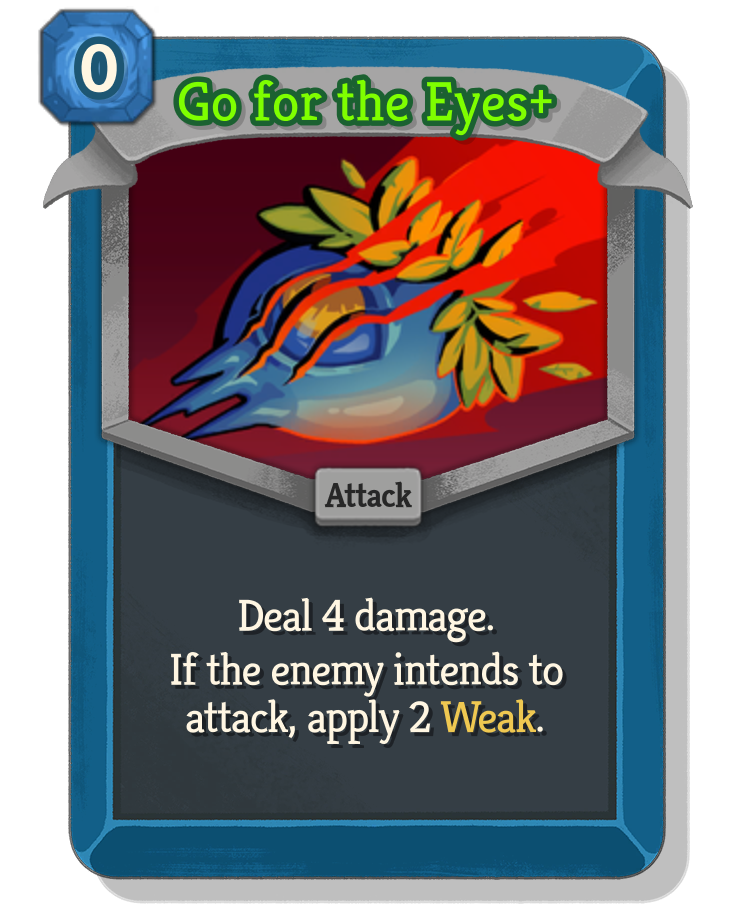 0
Go for the Eyes+
Attack
Deal 4 damage.
If the enemy intends to
attack, apply 2 Weak.